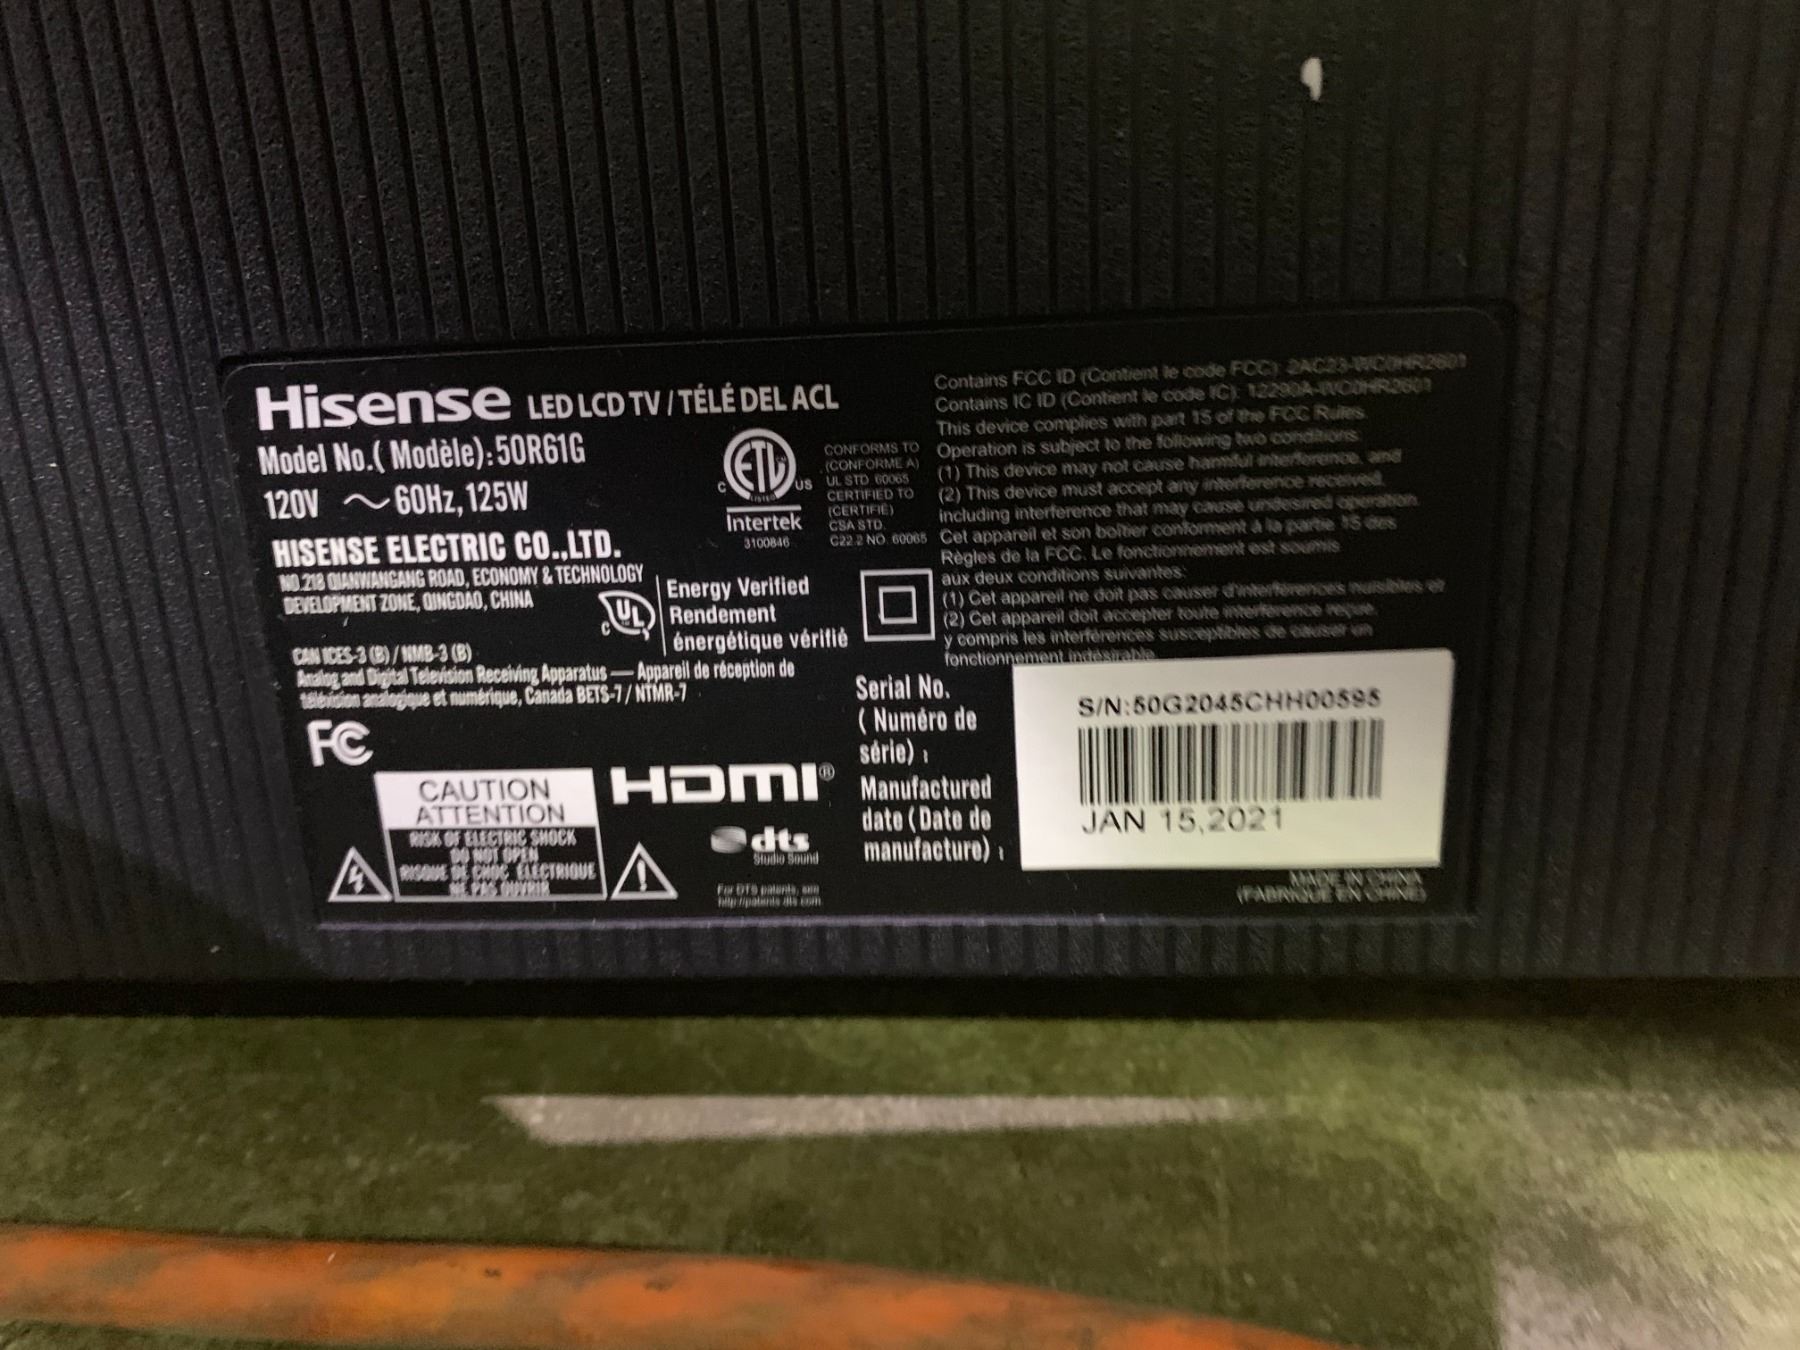 Hisense LED LCD TV / TÉLÉ DEL ACL
Model No.( Modèle): 50R61G
120V ～ 60Hz, 125W
HISENSE ELECTRIC CO.,LTD.
NO.218 QIANWANGANG ROAD, ECONOMY & TECHNOLOGY
DEVELOPMENT ZONE, QINGDAO, CHINA
CAN ICES-3 (B) / NMB-3 (B)
Analog and Digital Television Receiving Apparatus — Appareil de réception de
télévision analogique et numérique, Canada BETS-7 / NTMR-7
FC
CAUTION
ATTENTION
RISK OF ELECTRIC SHOCK
DO NOT OPEN
RISQUE DE CHOC ÉLECTRIQUE
NE PAS OUVRIR
ETL
LISTED
C US
Intertek
3100846
CONFORMS TO
(CONFORME A)
UL STD. 60065
CERTIFIED TO
(CERTIFIÉ)
CSA STD.
C22.2 NO. 60065
C UL
Energy Verified
Rendement
énergétique vérifié
HDMI®
dts
Studio Sound
For DTS patents, see
http://patents.dts.com
Contains FCC ID (Contient le code FCC): 2AC23-WC0HR2601
Contains IC ID (Contient le code IC): 12290A-WC0HR2601
This device complies with part 15 of the FCC Rules.
Operation is subject to the following two conditions:
(1) This device may not cause harmful interference, and
(2) This device must accept any interference received,
including interference that may cause undesired operation.
Cet appareil et son boîtier conforment à la partie 15 des
Règles de la FCC. Le fonctionnement est soumis
aux deux conditions suivantes:
(1) Cet appareil ne doit pas causer d'interférences nuisibles et
(2) Cet appareil doit accepter toute interférence reçue,
y compris les interférences susceptibles de causer un
fonctionnement indésirable.
Serial No.
( Numéro de
série) :
Manufactured
date ( Date de
manufacture) :
S/N:50G2045CHH00595
JAN 15,2021
MADE IN CHINA
(FABRIQUÉ EN CHINE)